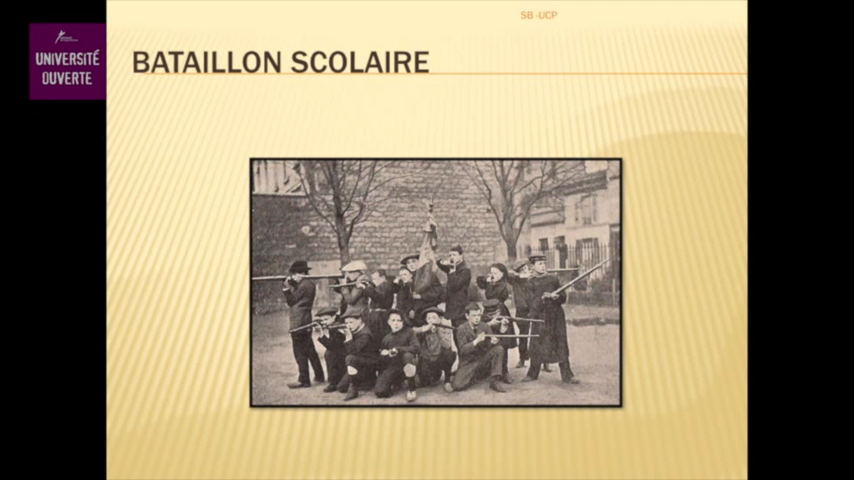 SB -UCP
UNIVERSITÉ
OUVERTE
BATAILLON SCOLAIRE